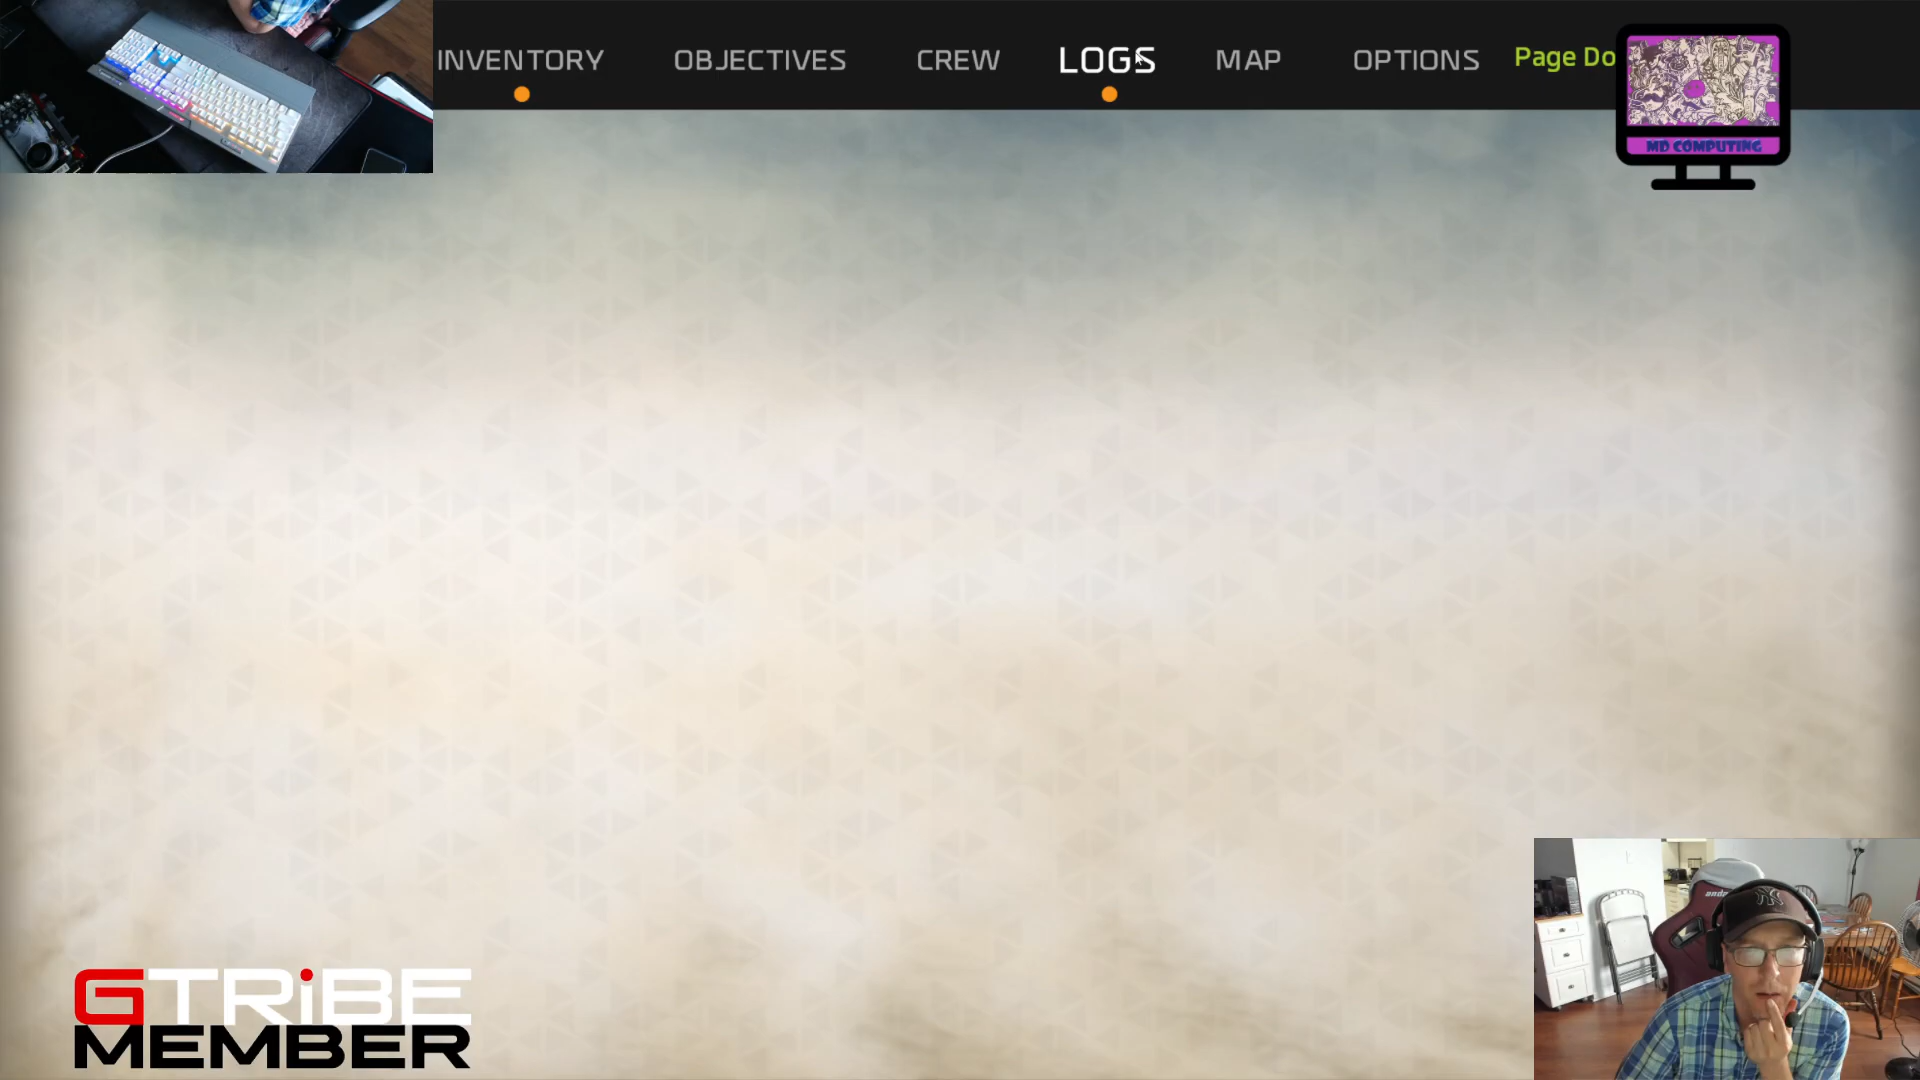 INVENTORY
OBJECTIVES
CREW
LOGS
MAP
OPTIONS
Page Do
MD COMPUTING
GTRiBE
MEMBER